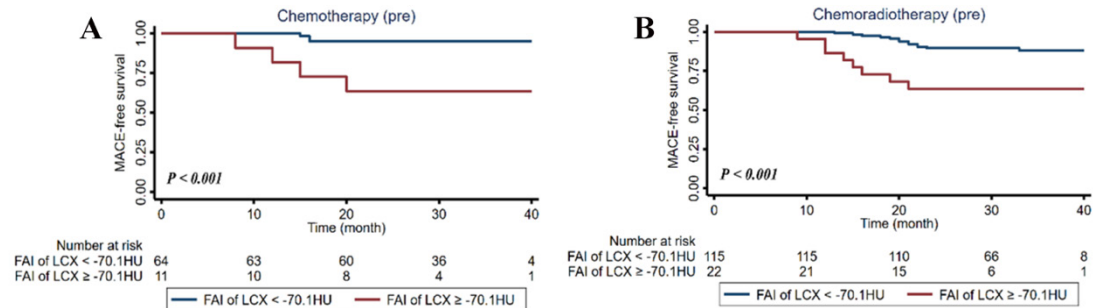 A
Chemotherapy (pre)
MACE-free survival
1.00
0.75
0.50
0.25
0.00
P < 0.001
0 10 20 30 40
Time (month)
Number at risk
FAI of LCX < -70.1HU 64 63 60 36 4
FAI of LCX ≥ -70.1HU 11 10 8 4 1
FAI of LCX < -70.1HU FAI of LCX ≥ -70.1HU
B
Chemoradiotherapy (pre)
MACE-free survival
1.00
0.75
0.50
0.25
0.00
P < 0.001
0 10 20 30 40
Time (month)
Number at risk
FAI of LCX < -70.1HU 115 115 110 66 8
FAI of LCX ≥ -70.1HU 22 21 15 6 1
FAI of LCX < -70.1HU FAI of LCX ≥ -70.1HU